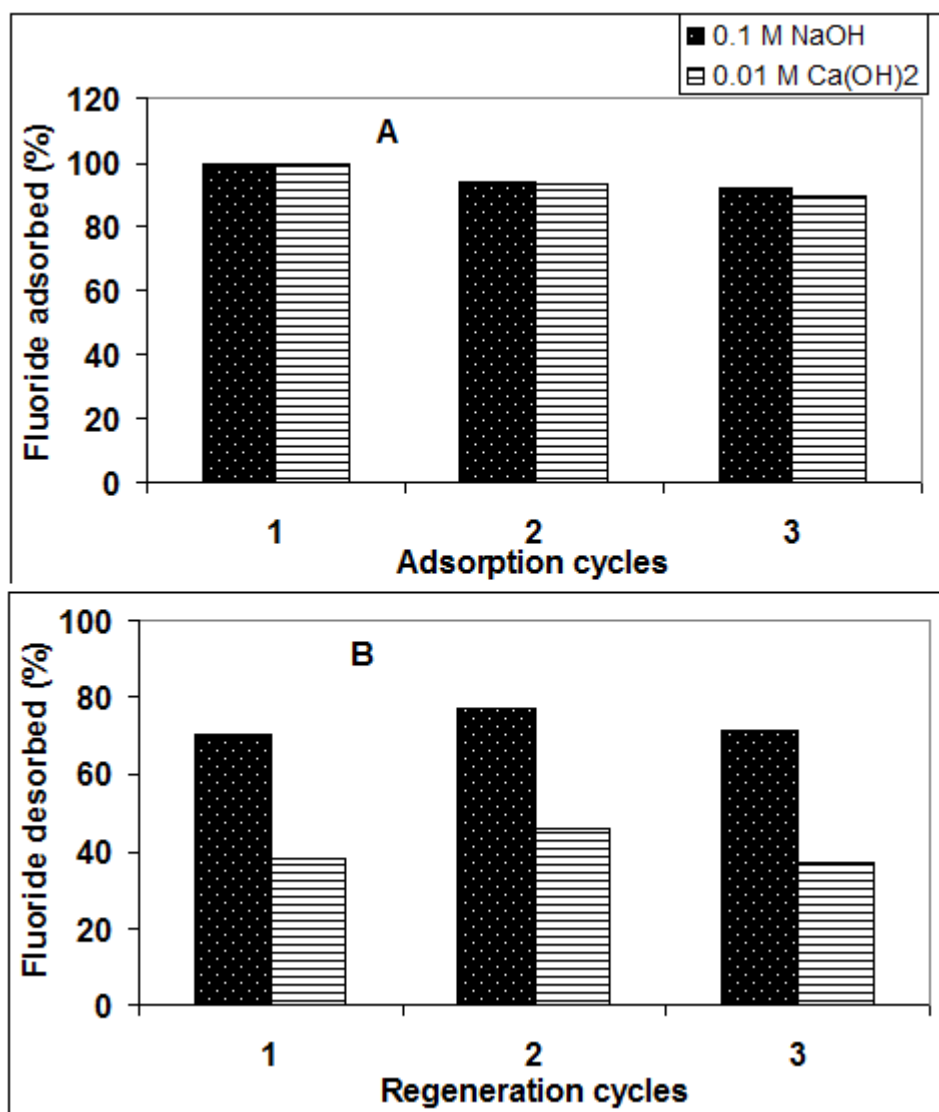 0.1 M NaOH
0.01 M Ca(OH)2
A
Fluoride adsorbed (%)
120
100
80
60
40
20
0
1 2 3
Adsorption cycles
B
Fluoride desorbed (%)
100
80
60
40
20
0
1 2 3
Regeneration cycles